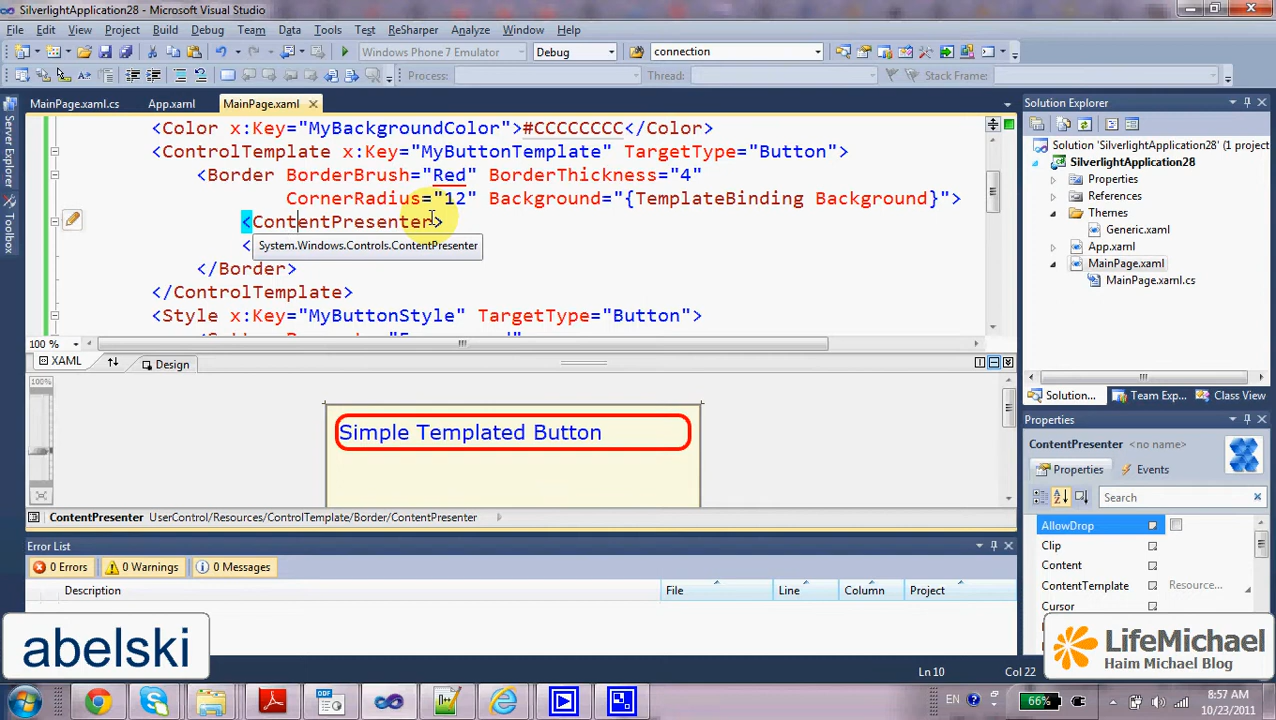 SilverlightApplication28 - Microsoft Visual Studio
File Edit View Project Build Debug Team Data Tools Test ReSharper Analyze Window Help
Windows Phone 7 Emulator Debug connection
Process: Thread: Stack Frame:
MainPage.xaml.cs App.xaml MainPage.xaml
Server Explorer
Toolbox
<Color x:Key="MyBackgroundColor">#CCCCCCCC</Color>
<ControlTemplate x:Key="MyButtonTemplate" TargetType="Button">
<Border BorderBrush="Red" BorderThickness="4"
CornerRadius="12" Background="{TemplateBinding Background}">
<ContentPresenter>
<
System.Windows.Controls.ContentPresenter
</Border>
</ControlTemplate>
<Style x:Key="MyButtonStyle" TargetType="Button">
100 %
XAML Design
100%
Simple Templated Button
ContentPresenter UserControl/Resources/ControlTemplate/Border/ContentPresenter
Error List
0 Errors 0 Warnings 0 Messages
Description File Line Column Project
Solution Explorer
Solution 'SilverlightApplication28' (1 project
SilverlightApplication28
Properties
References
Themes
Generic.xaml
App.xaml
MainPage.xaml
MainPage.xaml.cs
Solution... Team Exp... Class View
Properties
ContentPresenter <no name>
Properties Events
Search
AllowDrop
Clip
Content
ContentTemplate Resource...
Cursor
abelski
LifeMichael
Haim Michael Blog
Ln 10 Col 22
EN 66% 8:57 AM
10/23/2011